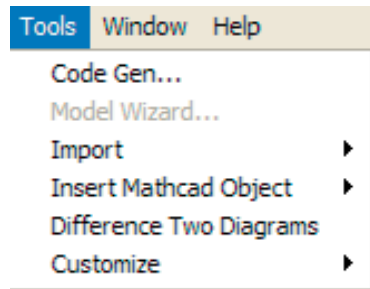 Tools Window Help
Code Gen...
Model Wizard...
Import
Insert Mathcad Object
Difference Two Diagrams
Customize